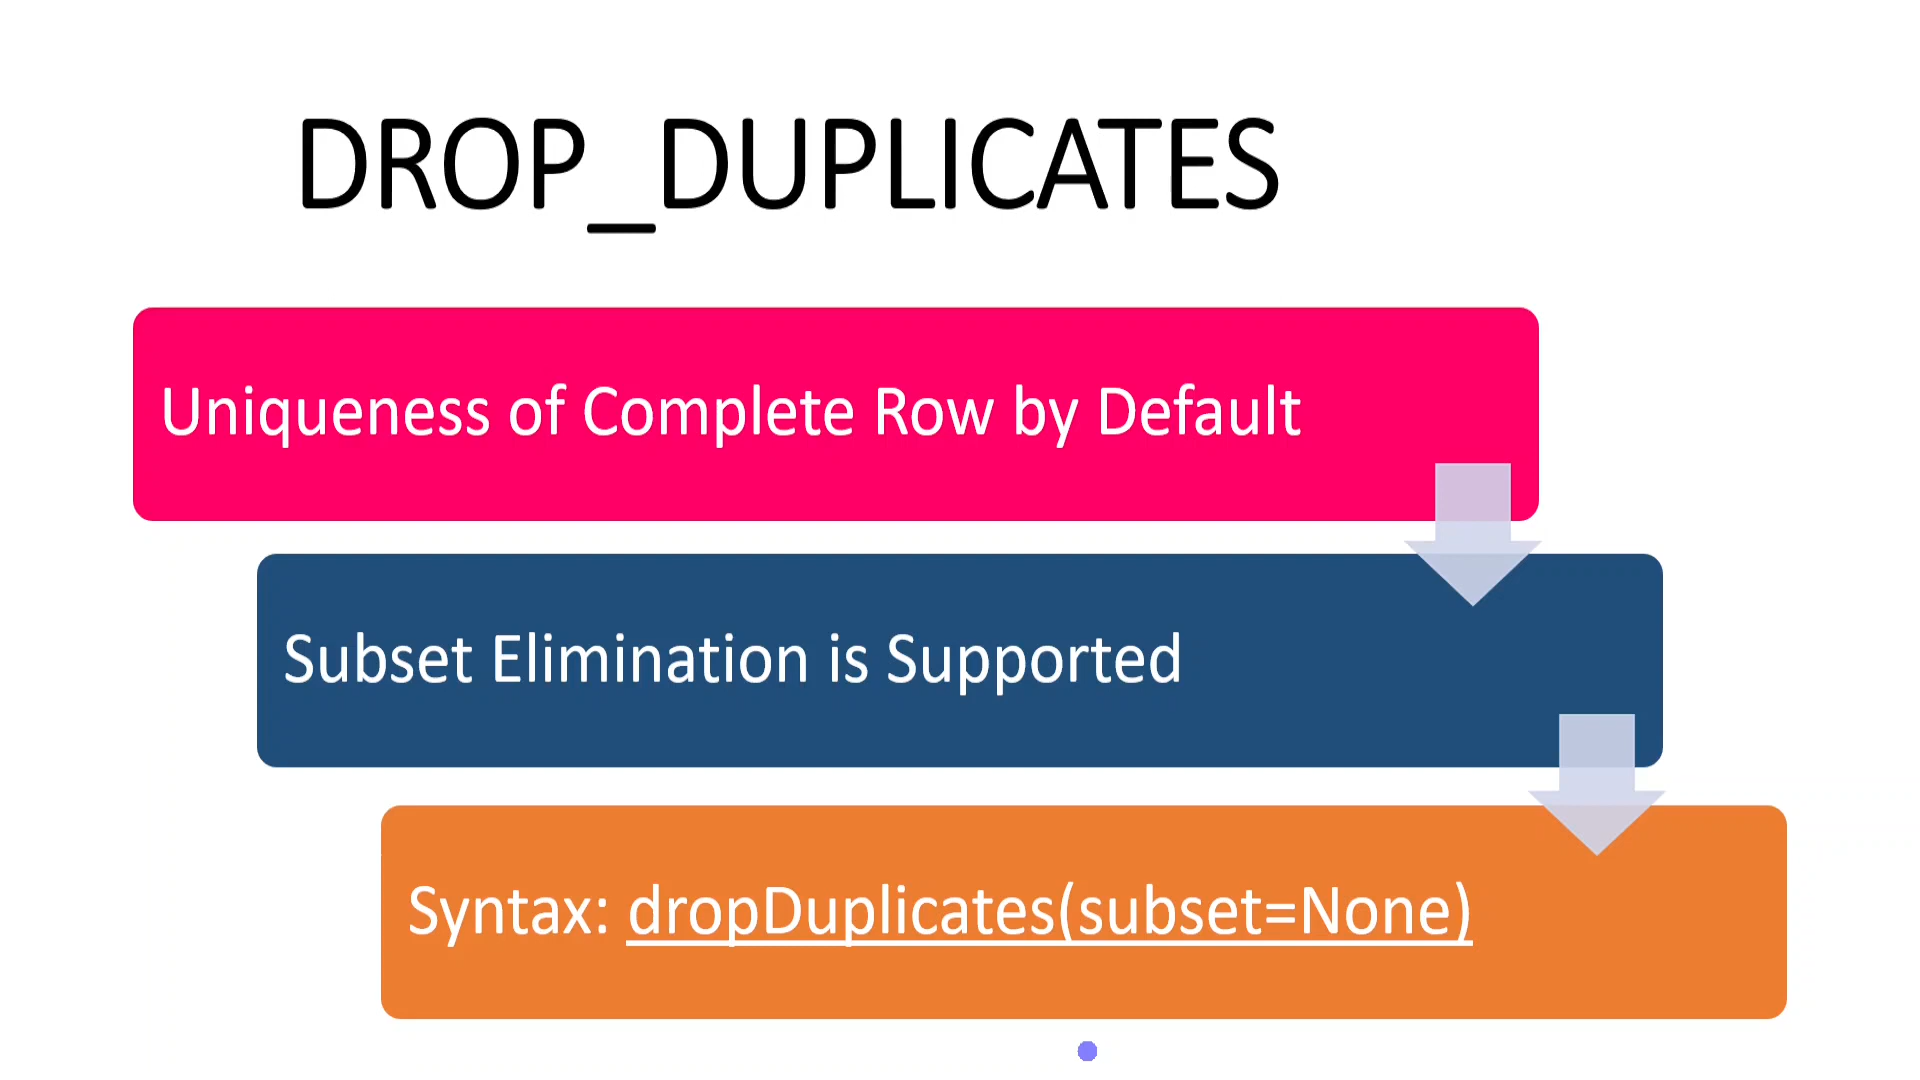 DROP_DUPLICATES
Uniqueness of Complete Row by Default
Subset Elimination is Supported
Syntax: dropDuplicates(subset=None)